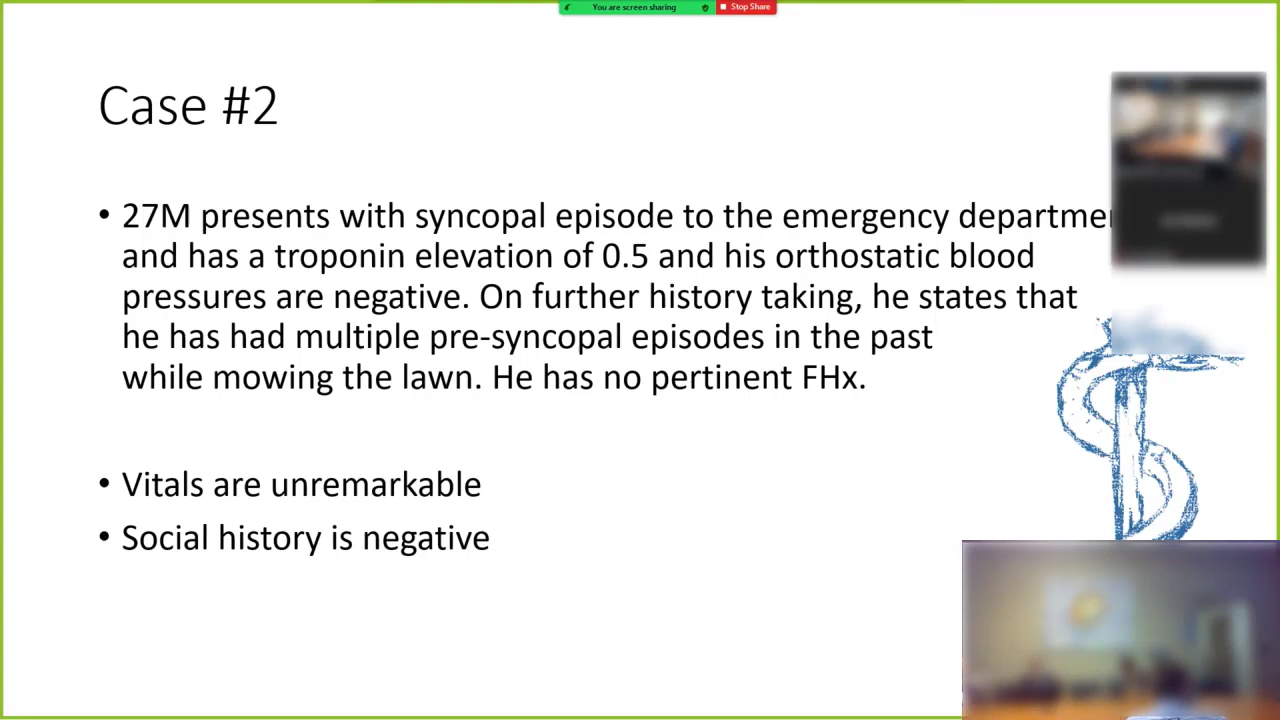 You are screen sharing
Stop Share
Case #2
• 27M presents with syncopal episode to the emergency
and has a troponin elevation of 0.5 and his orthostatic blood
pressures are negative. On further history taking, he states that
he has had multiple pre-syncopal episodes in the past
while mowing the lawn. He has no pertinent FHx.
• Vitals are unremarkable
• Social history is negative